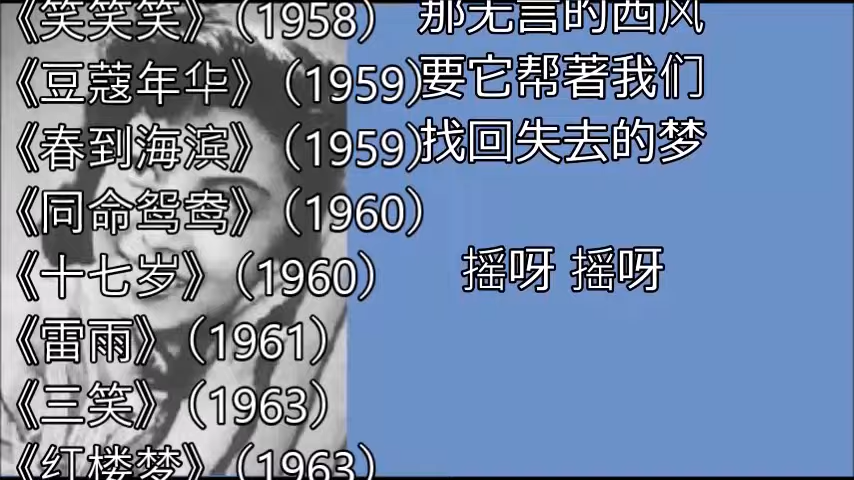 《笑笑笑》（1958）
《豆蔻年华》（1959）
《春到海滨》（1959）
《同命鸳鸯》（1960）
《十七岁》（1960）
《雷雨》（1961）
《三笑》（1963）
《红楼梦》（1963）
那无言的西风
要它帮著我们
找回失去的梦
摇呀 摇呀